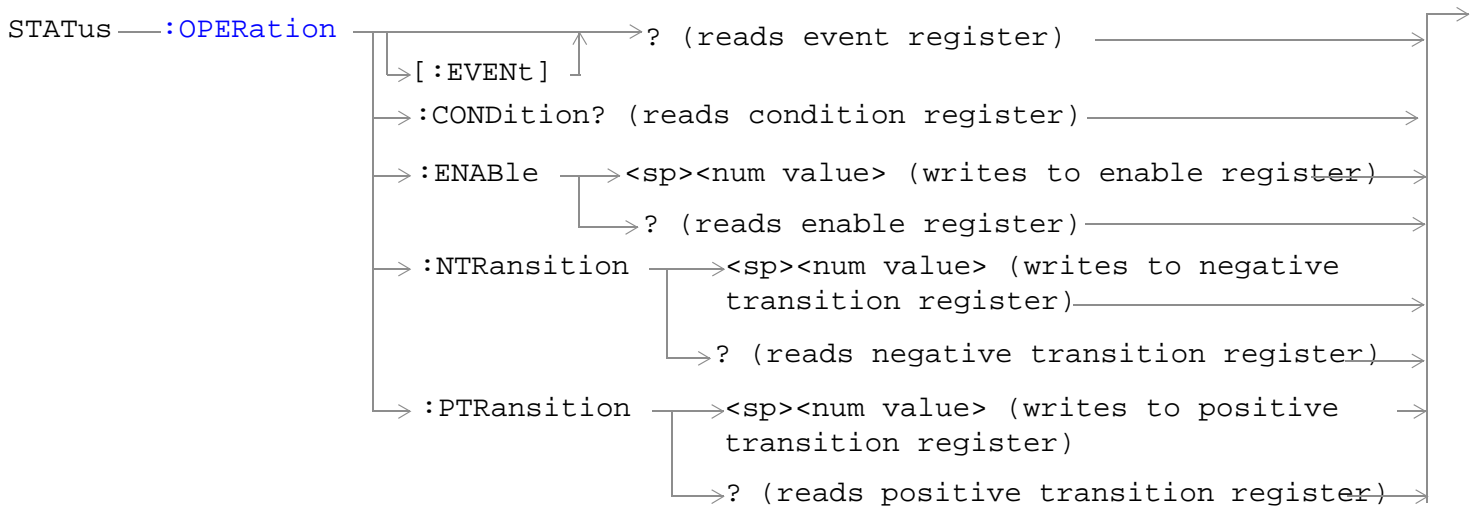 STATus :OPERation ? (reads event register)
[:EVENt]
:CONDition? (reads condition register)
:ENABle <sp><num value> (writes to enable register)
? (reads enable register)
:NTRansition <sp><num value> (writes to negative
transition register)
? (reads negative transition register)
:PTRansition <sp><num value> (writes to positive
transition register)
? (reads positive transition register)